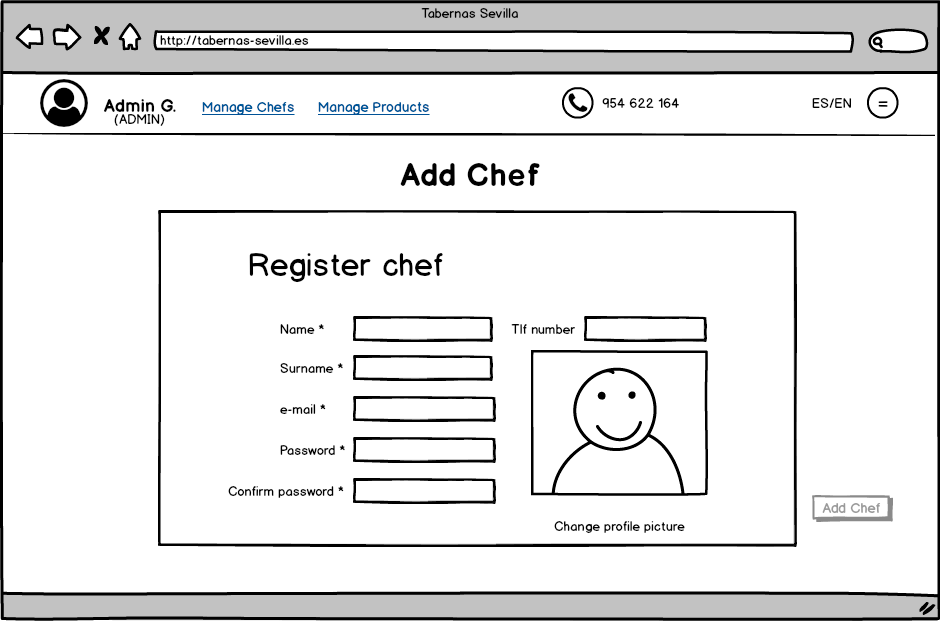 Tabernas Sevilla
http://tabernas-sevilla.es
Admin G.
(ADMIN)
Manage Chefs
Manage Products
954 622 164
ES/EN
=
Add Chef
Register chef
Name *
Tlf number
Surname *
e-mail *
Password *
Confirm password *
Change profile picture
Add Chef